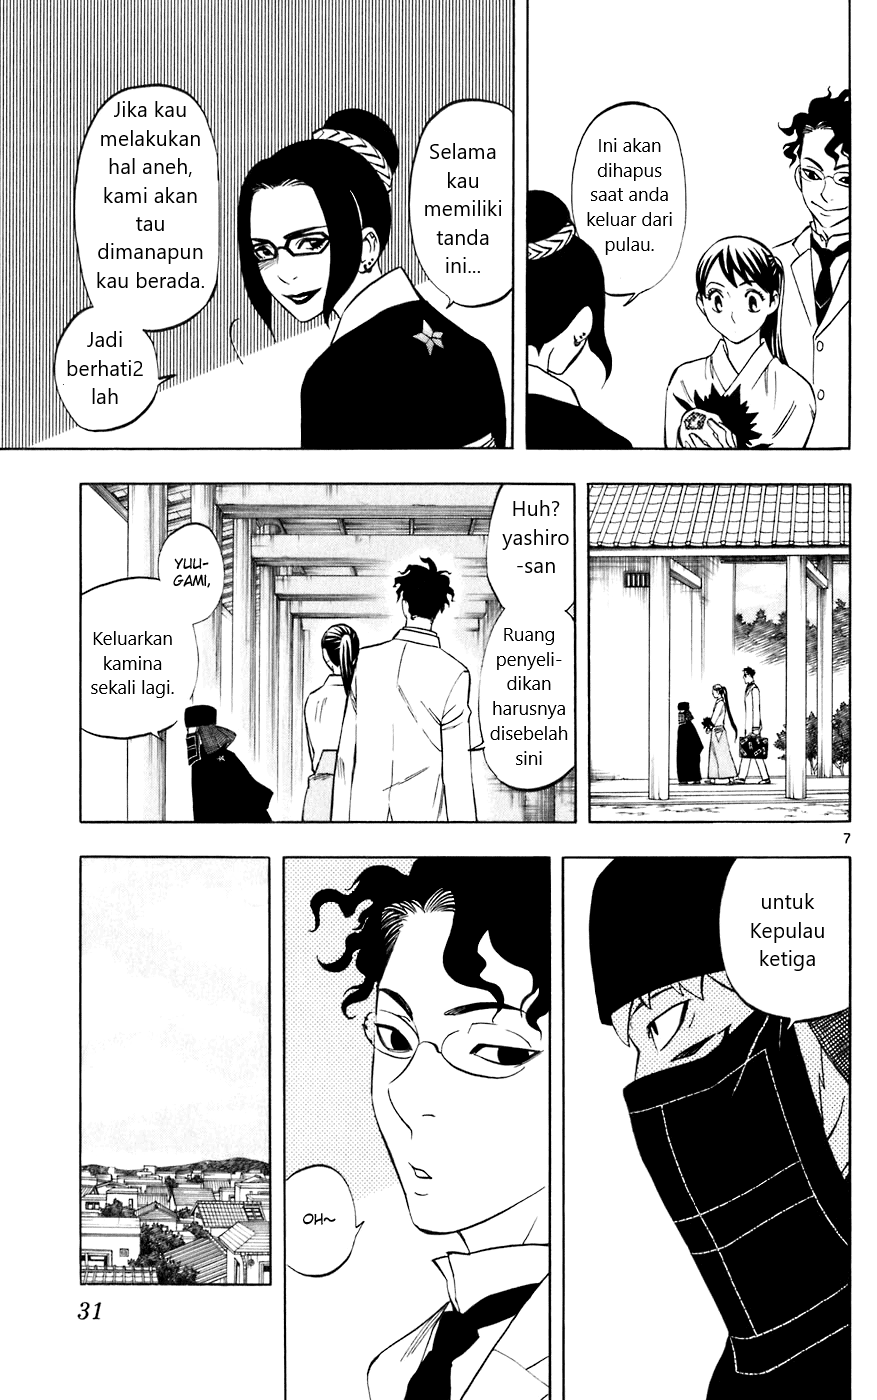 Ini akan
dihapus
saat anda
keluar dari
pulau.
Selama
kau
memiliki
tanda
ini...
Jika kau
melakukan
hal aneh,
kami akan
tau
dimanapun
kau berada.
Jadi
berhati2
lah
Huh?
yashiro
-san
Ruang
penyeli-
dikan
harusnya
disebelah
sini
YUU-
GAMI,
Keluarkan
kamina
sekali lagi.
7
untuk
Kepulau
ketiga
OH~
31